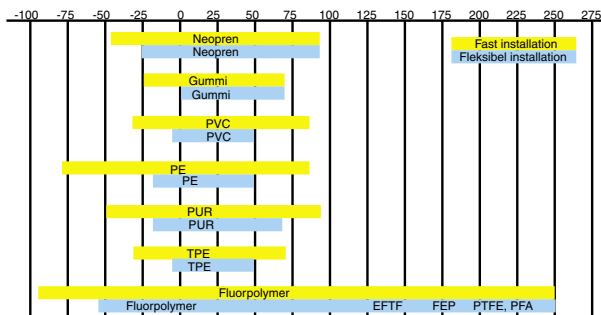 -100 -75 -50 -25 0 25 50 75 100 125 150 175 200 225 250 275
Neopren
Fast installation
Neopren
Fleksibel installation
Gummi
Gummi
PVC
PVC
PE
PE
PUR
PUR
TPE
TPE
Fluorpolymer
Fluorpolymer EFTF FEP PTFE, PFA